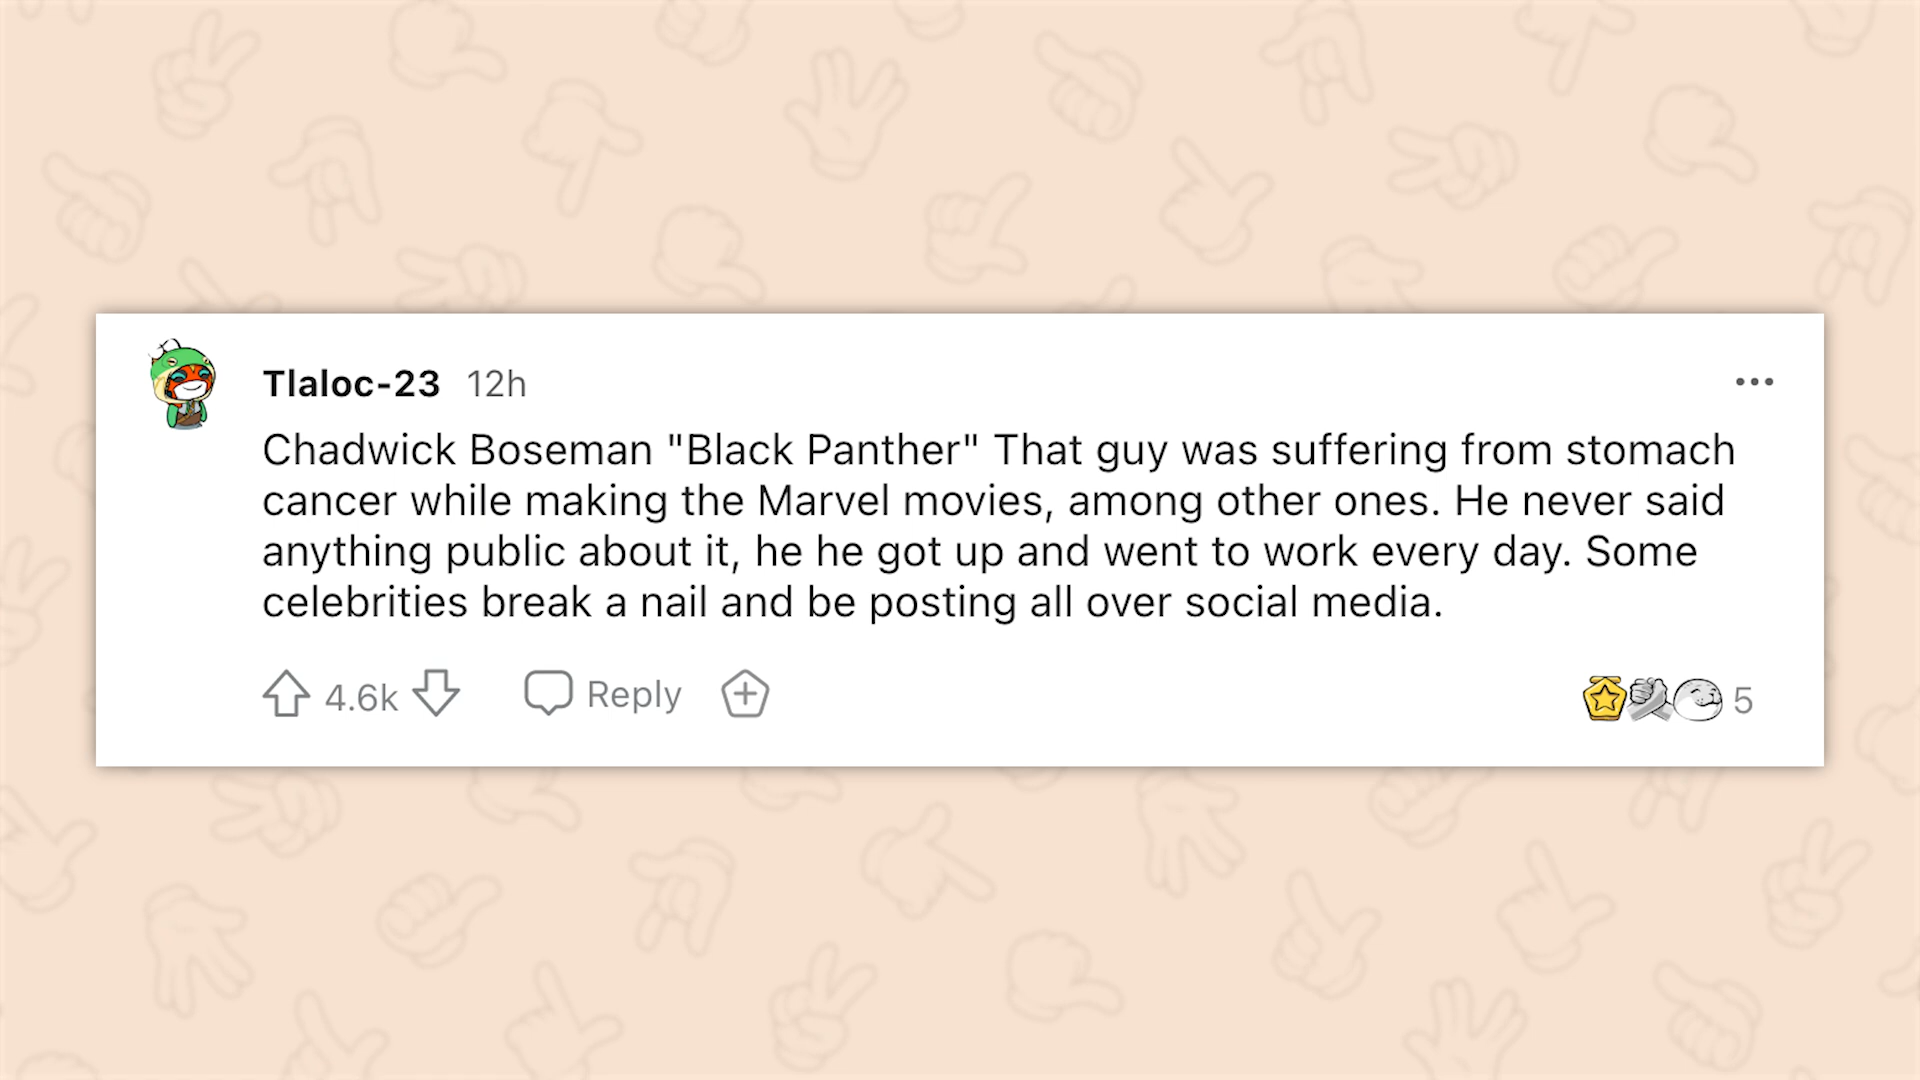 Tlaloc-23 12h
Chadwick Boseman "Black Panther" That guy was suffering from stomach
cancer while making the Marvel movies, among other ones. He never said
anything public about it, he he got up and went to work every day. Some
celebrities break a nail and be posting all over social media.
4.6k Reply 5